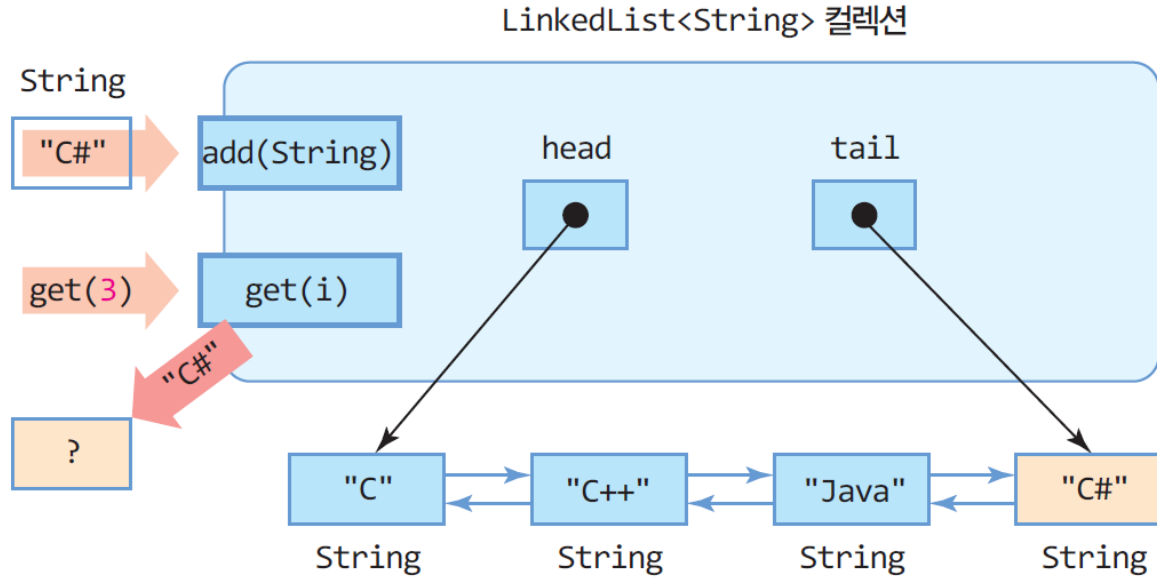 LinkedList<String> 컬렉션
String
"C#"
add(String)
head
tail
get(3)
get(i)
"C#"
?
"C"
"C++"
"Java"
"C#"
String
String
String
String